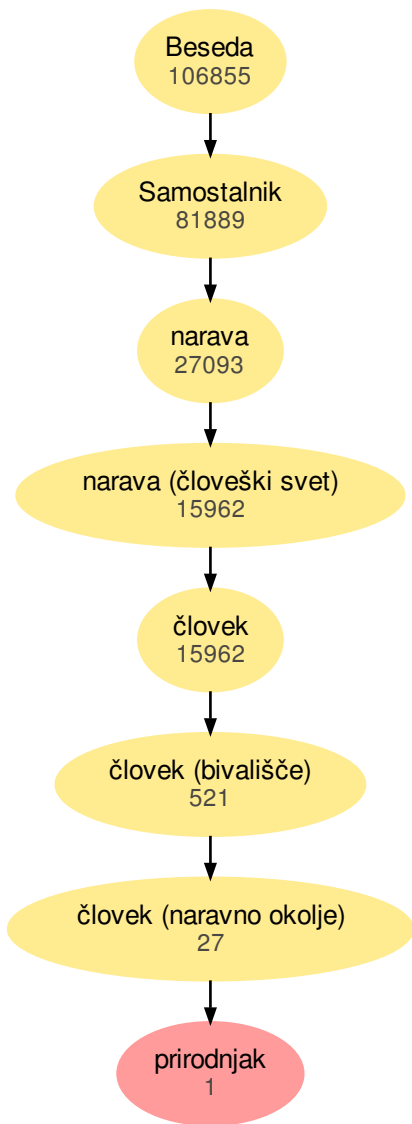 Beseda
106855
Samostalnik
81889
narava
27093
narava (človeški svet)
15962
človek
15962
človek (bivališče)
521
človek (naravno okolje)
27
prirodnjak
1